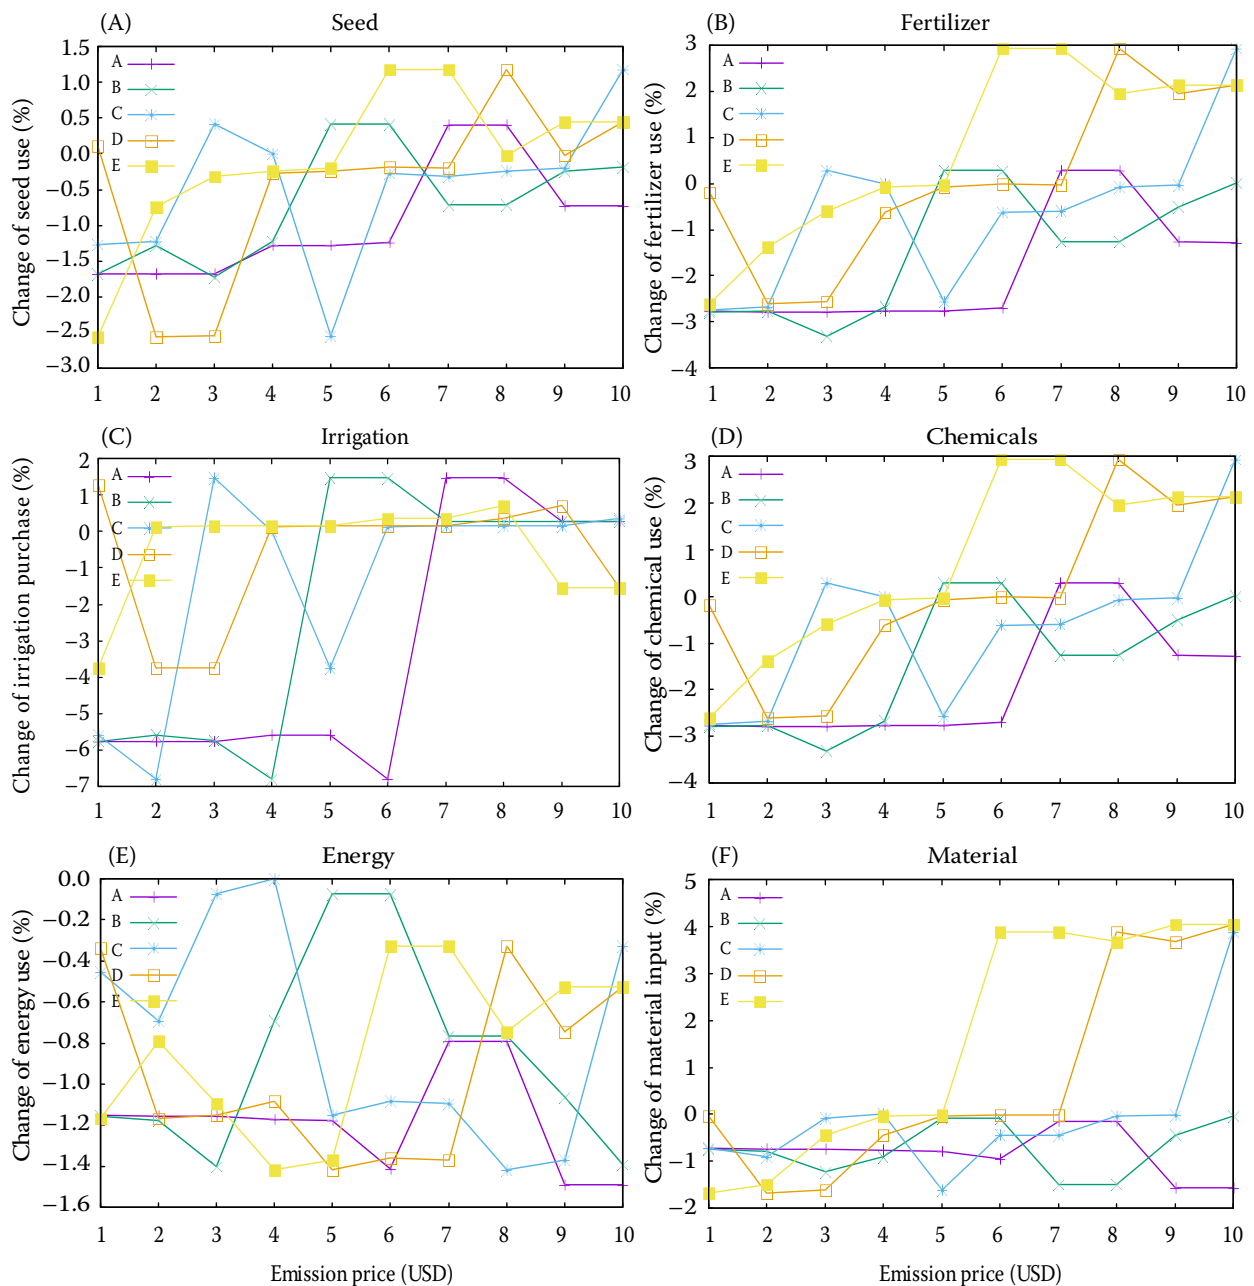 (A) Seed
Change of seed use (%)
1.5
1.0
0.5
0.0
−0.5
−1.0
−1.5
−2.0
−2.5
−3.0
A
B
C
D
E
1 2 3 4 5 6 7 8 9 10
(B) Fertilizer
Change of fertilizer use (%)
3
2
1
0
−1
−2
−3
−4
A
B
C
D
E
1 2 3 4 5 6 7 8 9 10
(C) Irrigation
Change of irrigation purchase (%)
2
1
0
−1
−2
−3
−4
−5
−6
−7
A
B
C
D
E
1 2 3 4 5 6 7 8 9 10
(D) Chemicals
Change of chemical use (%)
3
2
1
0
−1
−2
−3
−4
A
B
C
D
E
1 2 3 4 5 6 7 8 9 10
(E) Energy
Change of energy use (%)
0.0
−0.2
−0.4
−0.6
−0.8
−1.0
−1.2
−1.4
−1.6
A
B
C
D
E
1 2 3 4 5 6 7 8 9 10
Emission price (USD)
(F) Material
Change of material input (%)
5
4
3
2
1
0
−1
−2
A
B
C
D
E
1 2 3 4 5 6 7 8 9 10
Emission price (USD)